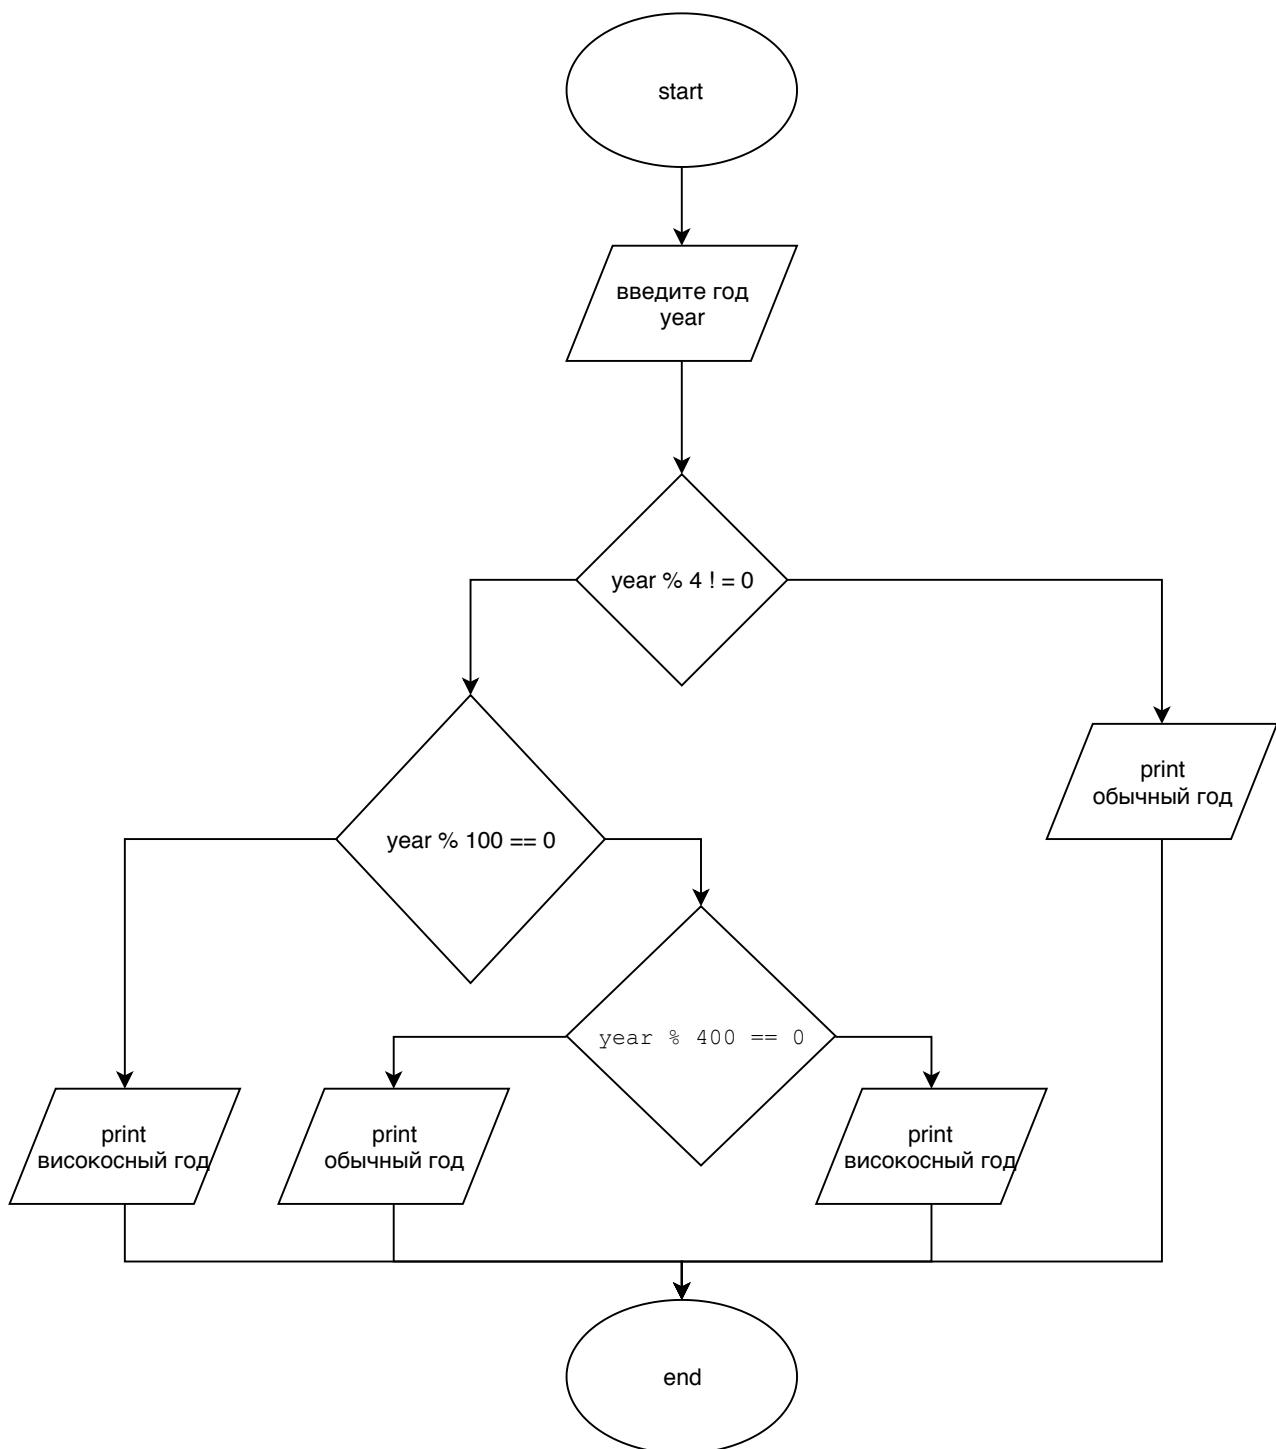 start
введите год
year
year % 4 ! = 0
print
обычный год
year % 100 == 0
year % 400 == 0
print
високосный год
print
обычный год
print
високосный год
end